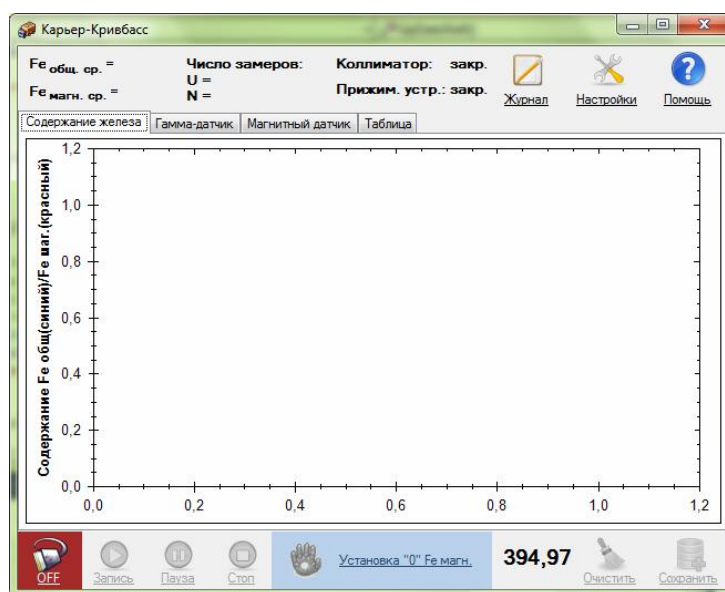 Карьер-Кривбасс
Fe общ. ср. =
Fe магн. ср. =
Число замеров:
U =
N =
Коллиматор: закр.
Прижим. устр.: закр.
Журнал
Настройки
Помощь
Содержание железа
Гамма-датчик
Магнитный датчик
Таблица
Содержание Fe общ(синий)/Fe маг.(красный)
1,2
1,0
0,8
0,6
0,4
0,2
0,0
0,0 0,2 0,4 0,6 0,8 1,0 1,2
OFF
Запись
Пауза
Стоп
Установка "0" Fe магн.
394,97
Очистить
Сохранить